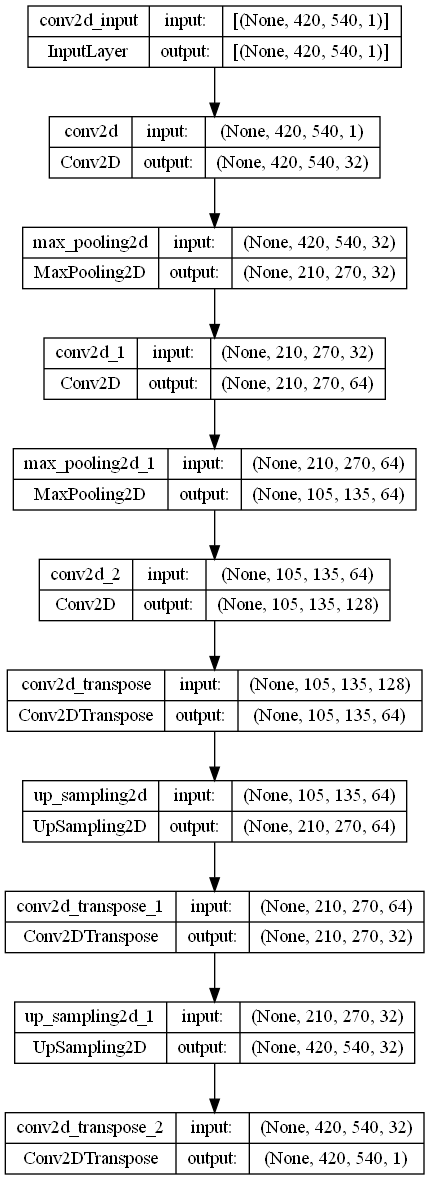 conv2d_input input: [(None, 420, 540, 1)]
InputLayer output: [(None, 420, 540, 1)]
conv2d input: (None, 420, 540, 1)
Conv2D output: (None, 420, 540, 32)
max_pooling2d input: (None, 420, 540, 32)
MaxPooling2D output: (None, 210, 270, 32)
conv2d_1 input: (None, 210, 270, 32)
Conv2D output: (None, 210, 270, 64)
max_pooling2d_1 input: (None, 210, 270, 64)
MaxPooling2D output: (None, 105, 135, 64)
conv2d_2 input: (None, 105, 135, 64)
Conv2D output: (None, 105, 135, 128)
conv2d_transpose input: (None, 105, 135, 128)
Conv2DTranspose output: (None, 105, 135, 64)
up_sampling2d input: (None, 105, 135, 64)
UpSampling2D output: (None, 210, 270, 64)
conv2d_transpose_1 input: (None, 210, 270, 64)
Conv2DTranspose output: (None, 210, 270, 32)
up_sampling2d_1 input: (None, 210, 270, 32)
UpSampling2D output: (None, 420, 540, 32)
conv2d_transpose_2 input: (None, 420, 540, 32)
Conv2DTranspose output: (None, 420, 540, 1)